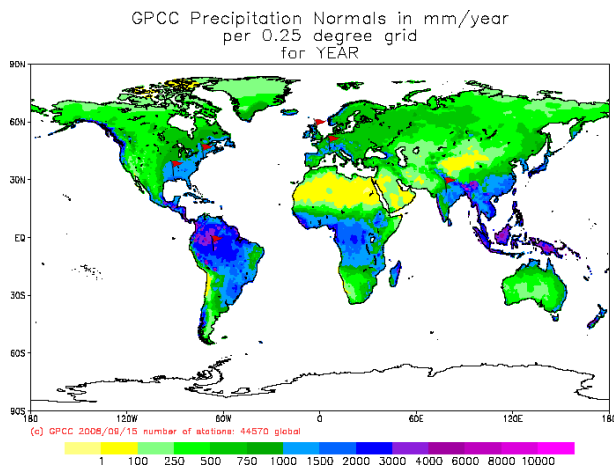 GPCC Precipitation Normals in mm/year
per 0.25 degree grid
for YEAR
90N
60N
30N
EQ
30S
60S
90S
180 120W 60W 0 60E 120E 180
(c) GPCC 2008/09/15 number of stations: 44570 global
1 100 250 500 750 1000 1500 2000 3000 4000 6000 8000 10000